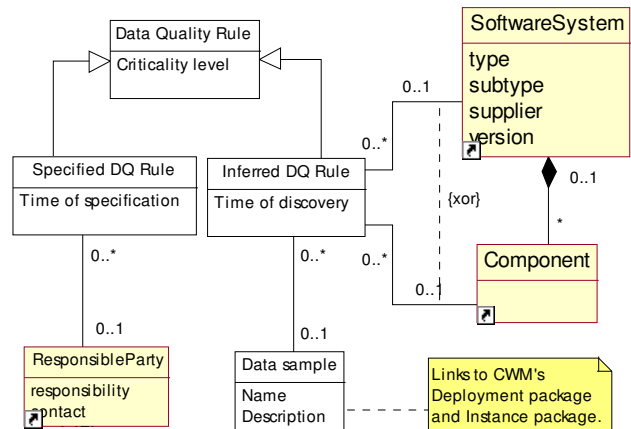 Data Quality Rule
Criticality level
SoftwareSystem
type
subtype
supplier
version
0..1
0..*
Specified DQ Rule
Time of specification
Inferred DQ Rule
Time of discovery
{xor}
0..1
*
0..*
0..*
0..*
0..1
Component
0..1
0..1
ResponsibleParty
responsibility
contact
Data sample
Name
Description
Links to CWM's
Deployment package
and Instance package.